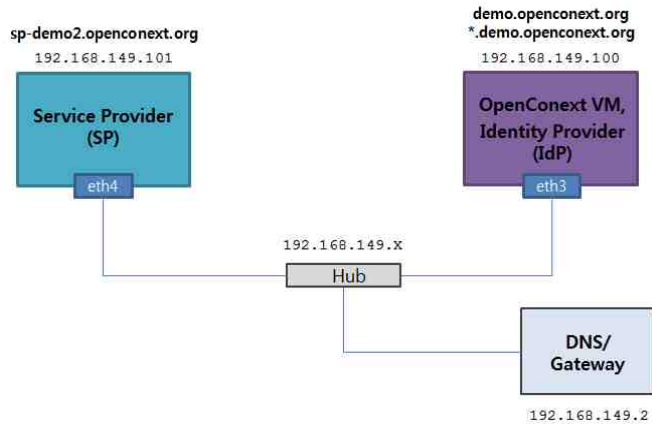 sp-demo2.openconext.org
192.168.149.101
Service Provider
(SP)
eth4
demo.openconext.org
*.demo.openconext.org
192.168.149.100
OpenConext VM,
Identity Provider
(IdP)
eth3
192.168.149.X
Hub
DNS/
Gateway
192.168.149.2